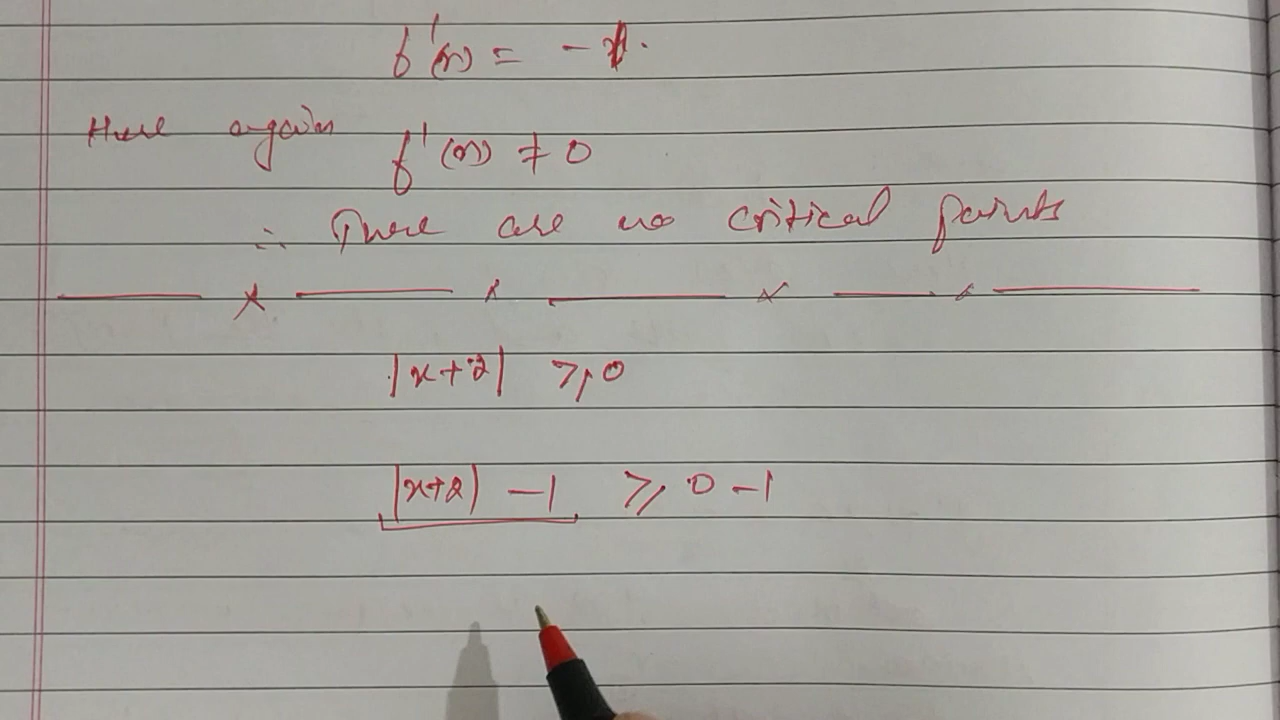 f'(x) = -1.
Here again
f'(x) ≠ 0
∴ There are no critical points
|x+2| ≥ 0
|x+2| -1 ≥ 0-1